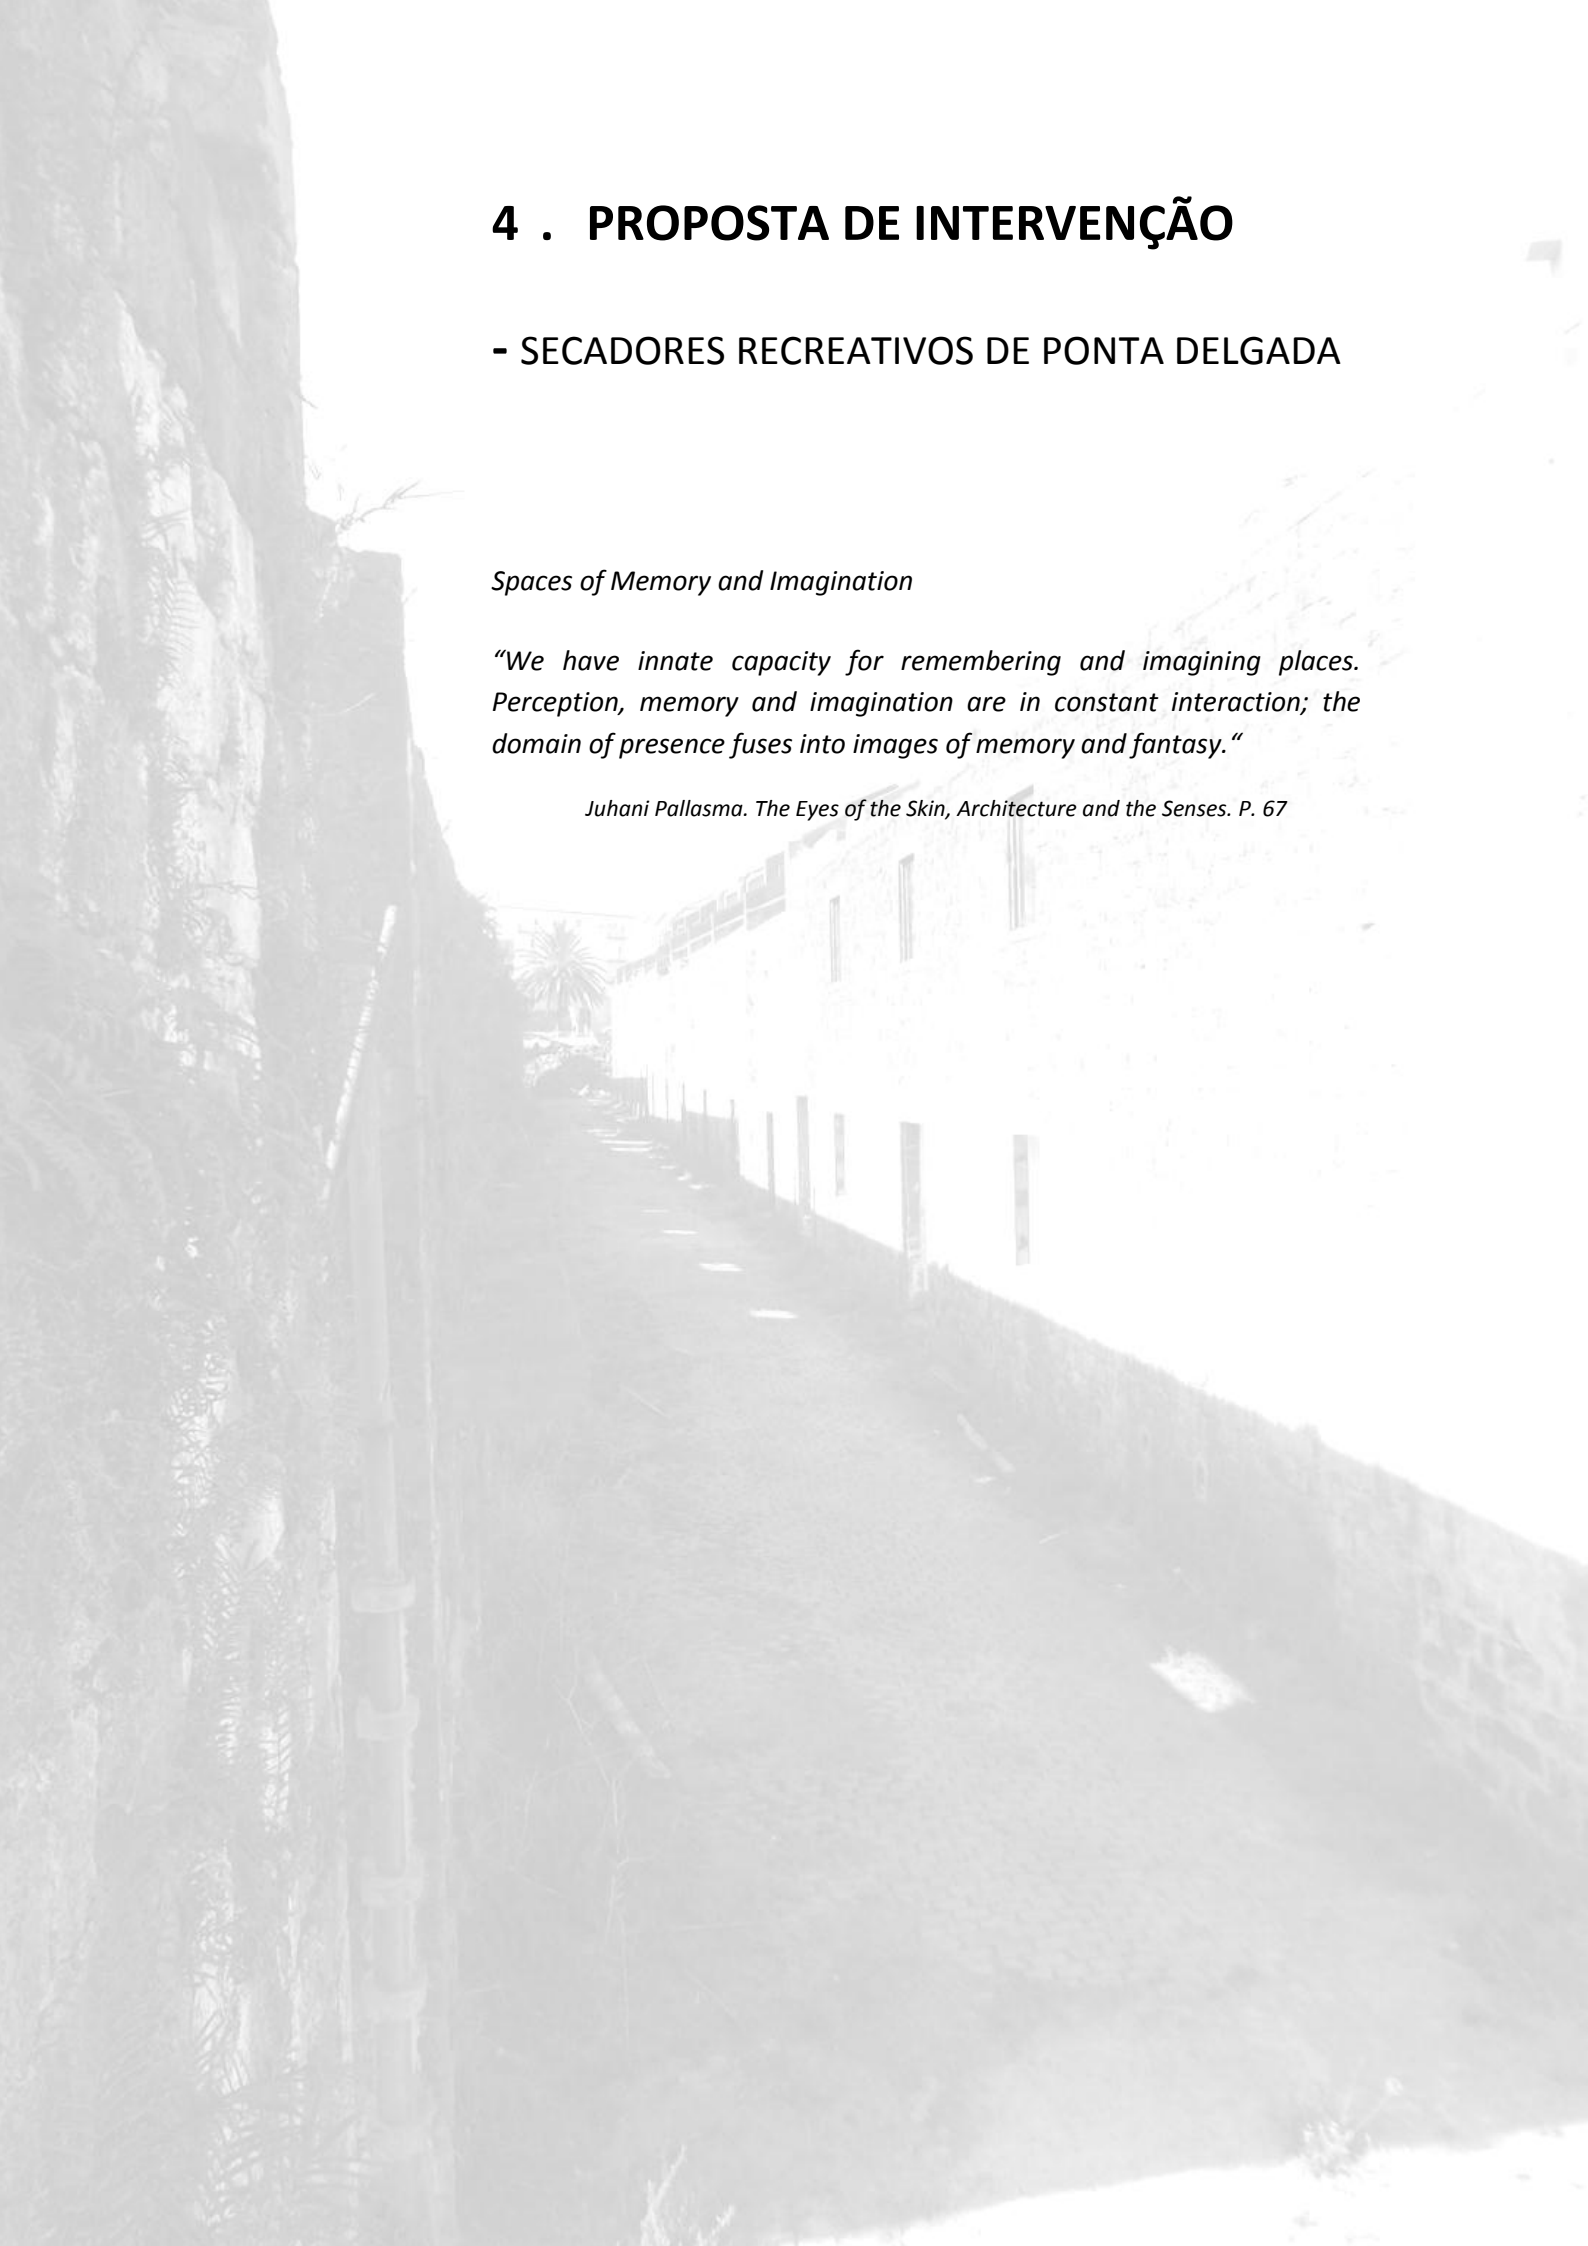 4 . PROPOSTA DE INTERVENÇÃO
- SECADORES RECREATIVOS DE PONTA DELGADA
Spaces of Memory and Imagination
“We have innate capacity for remembering and imagining places.
Perception, memory and imagination are in constant interaction; the
domain of presence fuses into images of memory and fantasy.“
Juhani Pallasma. The Eyes of the Skin, Architecture and the Senses. P. 67